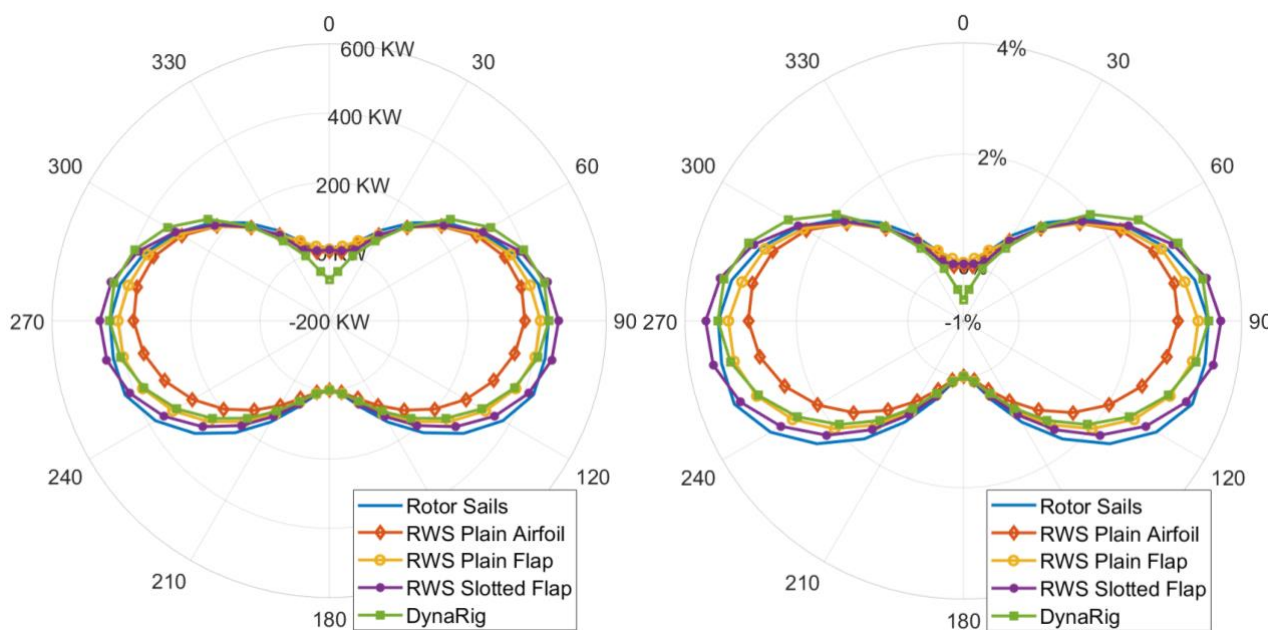 0
600 KW
330
30
400 KW
300
60
200 KW
0 KW
270
-200 KW
90
240
120
210
180
Rotor Sails
RWS Plain Airfoil
RWS Plain Flap
RWS Slotted Flap
DynaRig
0
4%
330
30
2%
300
60
270
-1%
90
240
120
210
180
Rotor Sails
RWS Plain Airfoil
RWS Plain Flap
RWS Slotted Flap
DynaRig